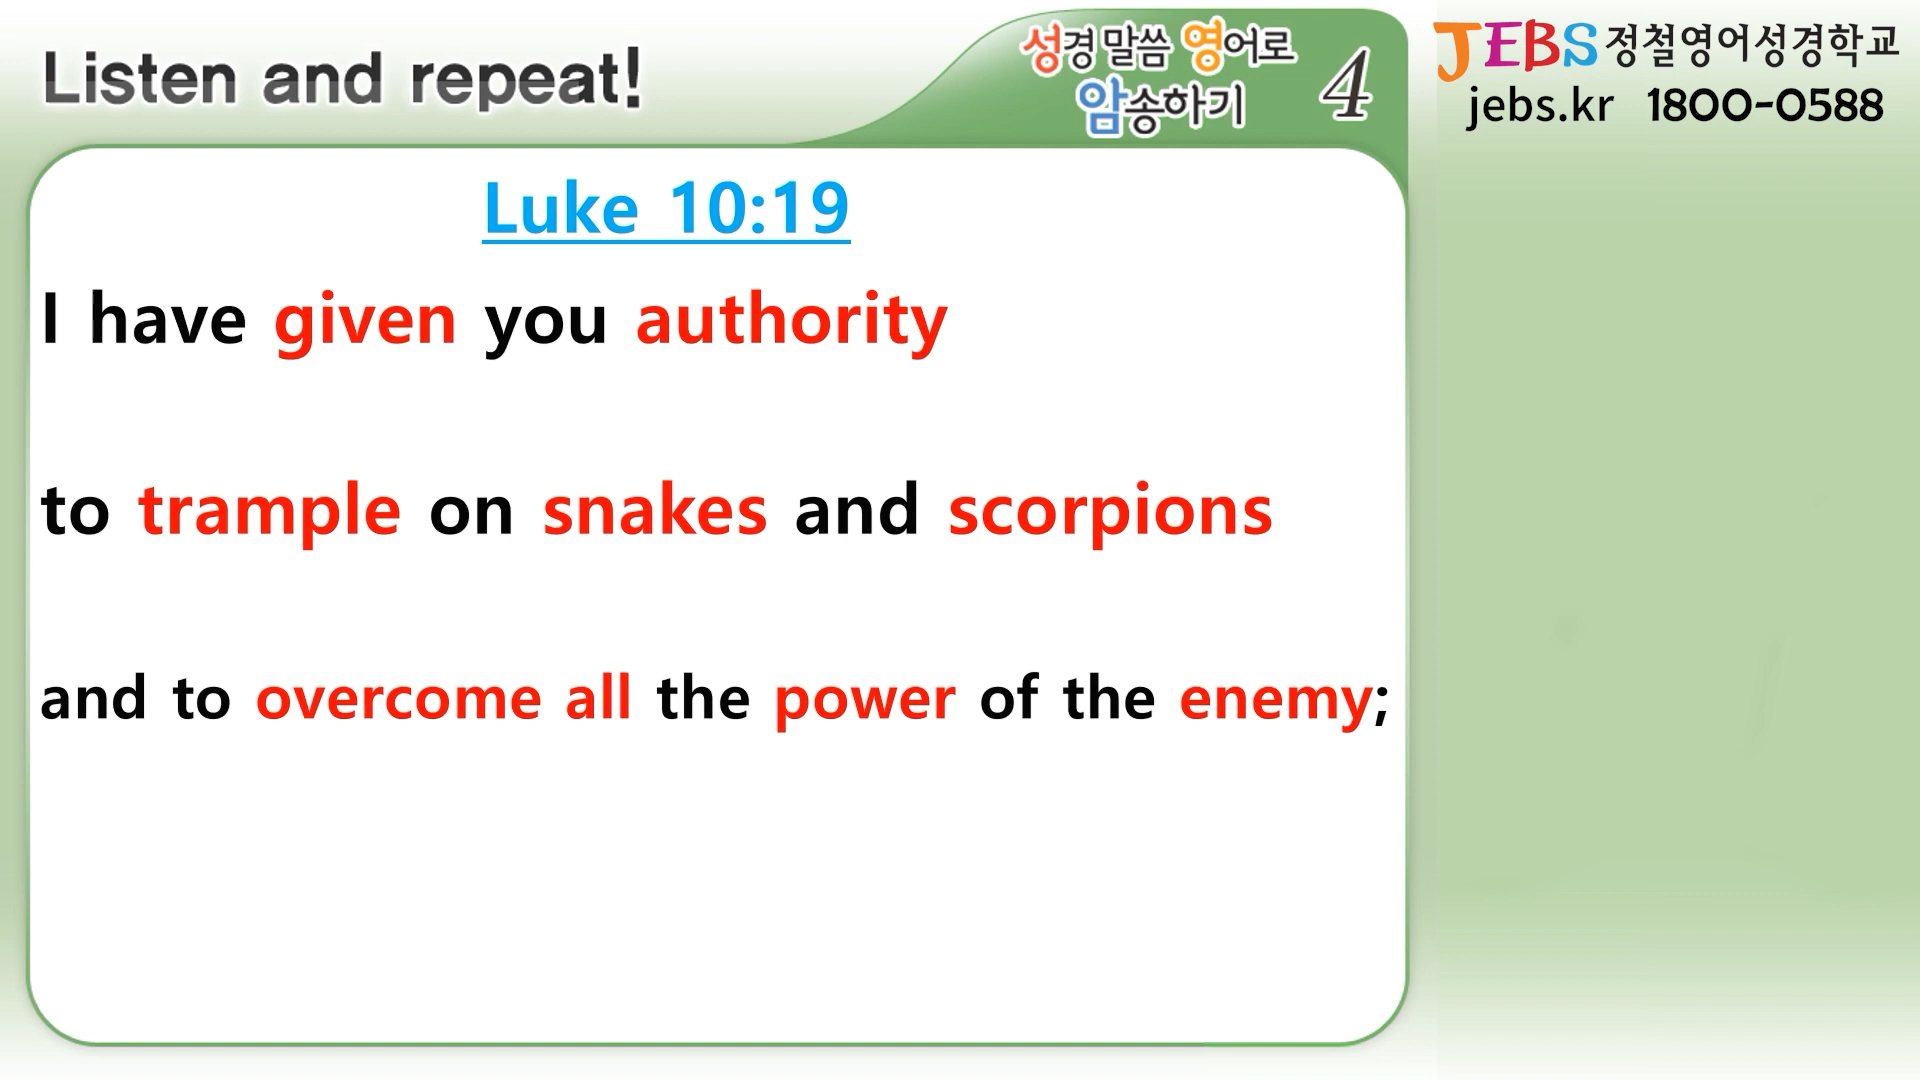 Listen and repeat!
성경 말씀 영어로
암송하기
4
JEBS 정철영어성경학교
jebs.kr 1800-0588
Luke 10:19
I have given you authority
to trample on snakes and scorpions
and to overcome all the power of the enemy;